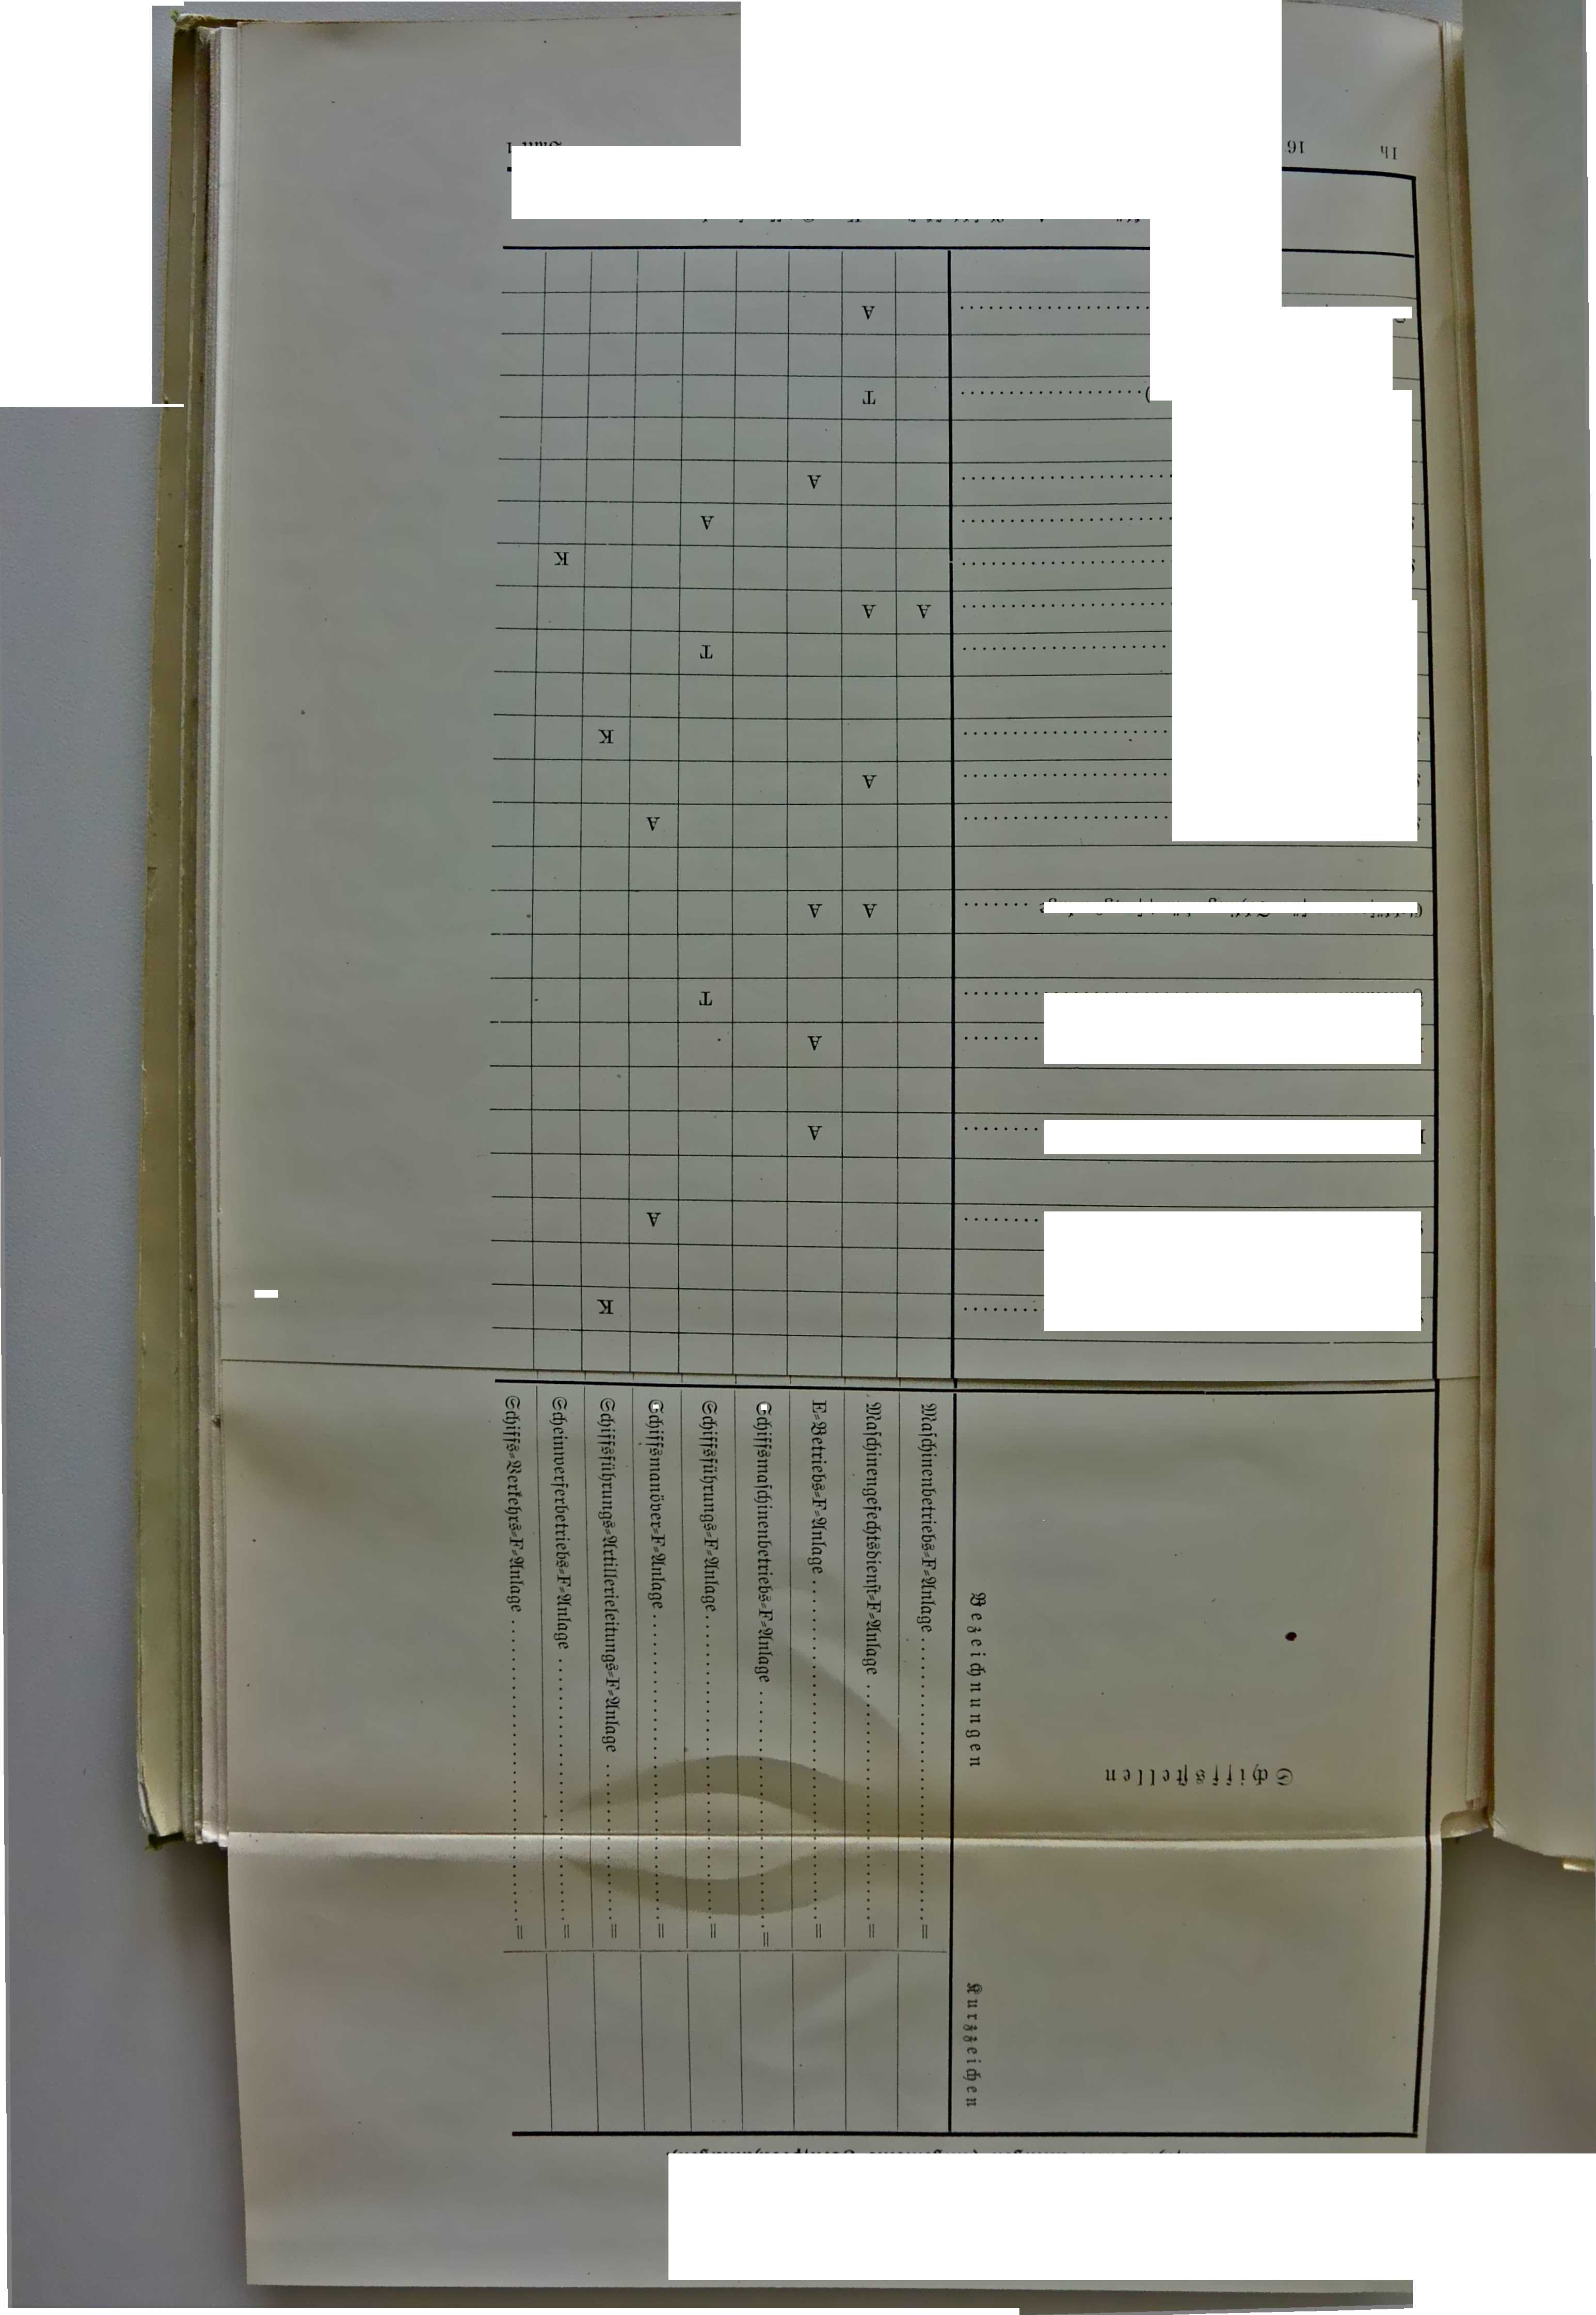 Schiffsstellen
Bezeichnungen
Kurzzeichen
Maschinenbetriebs-F-Anlage =
Maschinengefechtsdienst-F-Anlage =
E-Betriebs-F-Anlage =
Schiffsmaschinenbetriebs-F-Anlage =
Schiffsführungs-F-Anlage =
Schiffsmanöver-F-Anlage =
Schiffsführungs-Artillerieleitungs-F-Anlage =
Scheinwerferbetriebs-F-Anlage =
Schiffs-Verkehrs-F-Anlage =
K
A
A
A
T
A A
A
A
K
T
A A
K
A
A
T
A
1h 16